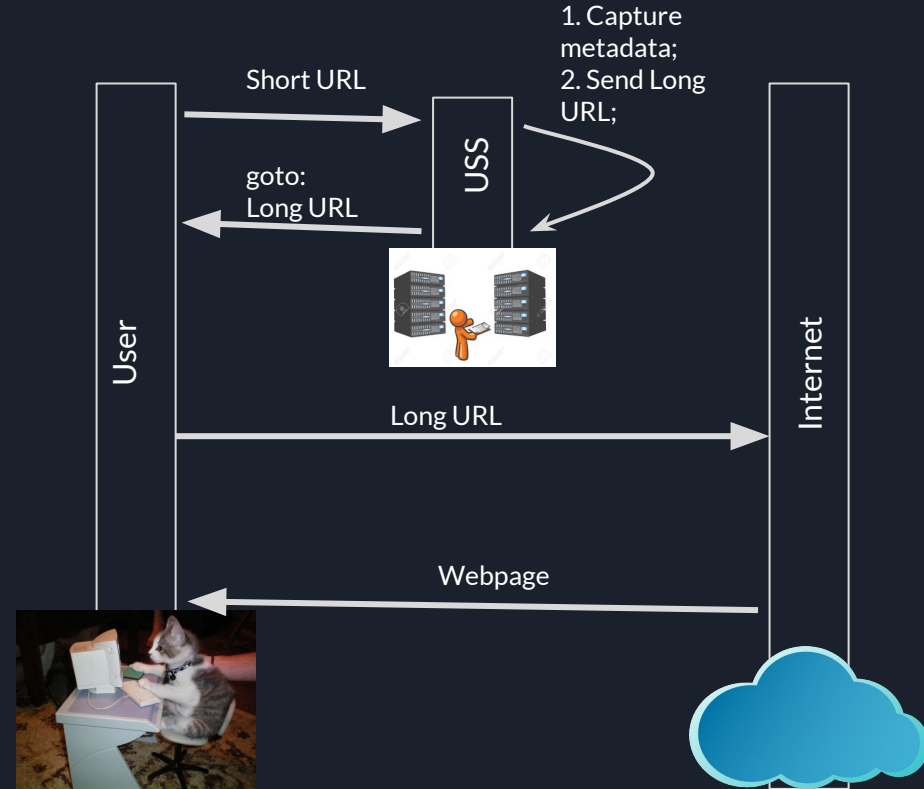 1. Capture
metadata;
2. Send Long
URL;
Short URL
USS
goto:
Long URL
User
Internet
Long URL
Webpage